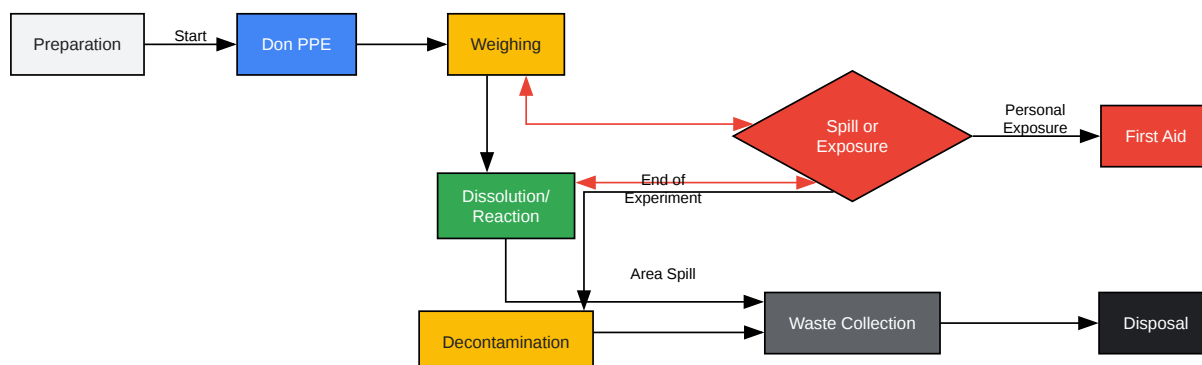 Preparation
Start
Don PPE
Weighing
Spill or
Exposure
Personal
Exposure
First Aid
Dissolution/
Reaction
End of
Experiment
Area Spill
Decontamination
Waste Collection
Disposal